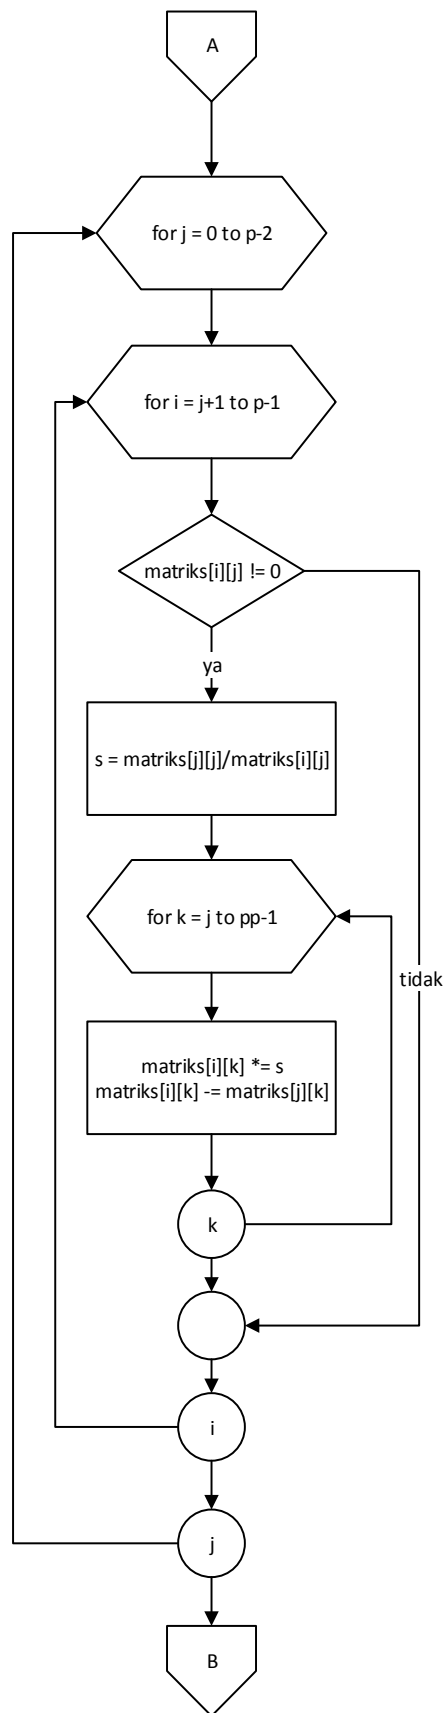 A
for j = 0 to p-2
for i = j+1 to p-1
matriks[i][j] != 0
ya
s = matriks[j][j]/matriks[i][j]
for k = j to pp-1
tidak
matriks[i][k] *= s
matriks[i][k] -= matriks[j][k]
k
i
j
B